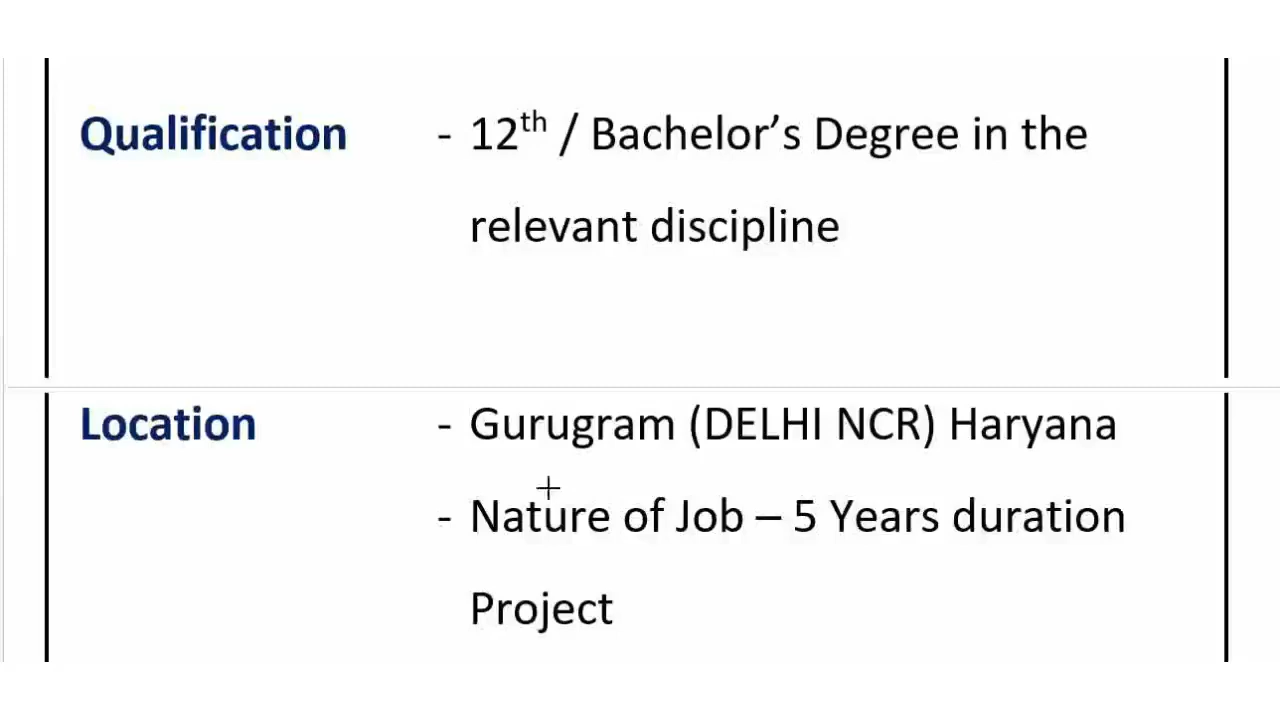 Qualification - 12th / Bachelor’s Degree in the
relevant discipline
Location - Gurugram (DELHI NCR) Haryana
- Nature of Job – 5 Years duration
Project